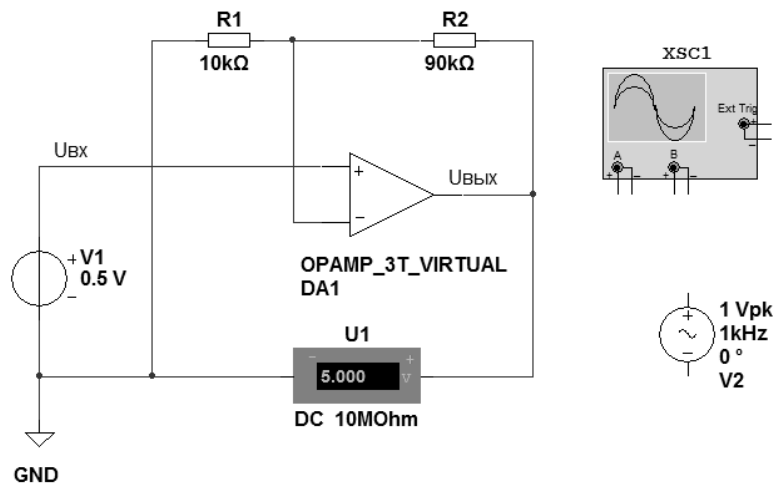 R1
10kΩ
R2
90kΩ
xsc1
Ext Trig
+
-
A
B
+ - + -
Uвх
+
-
Uвых
OPAMP_3T_VIRTUAL
DA1
+
V1
0.5 V
-
U1
- +
5.000 V
DC 10MOhm
GND
+
-
1 Vpk
1kHz
0 °
V2